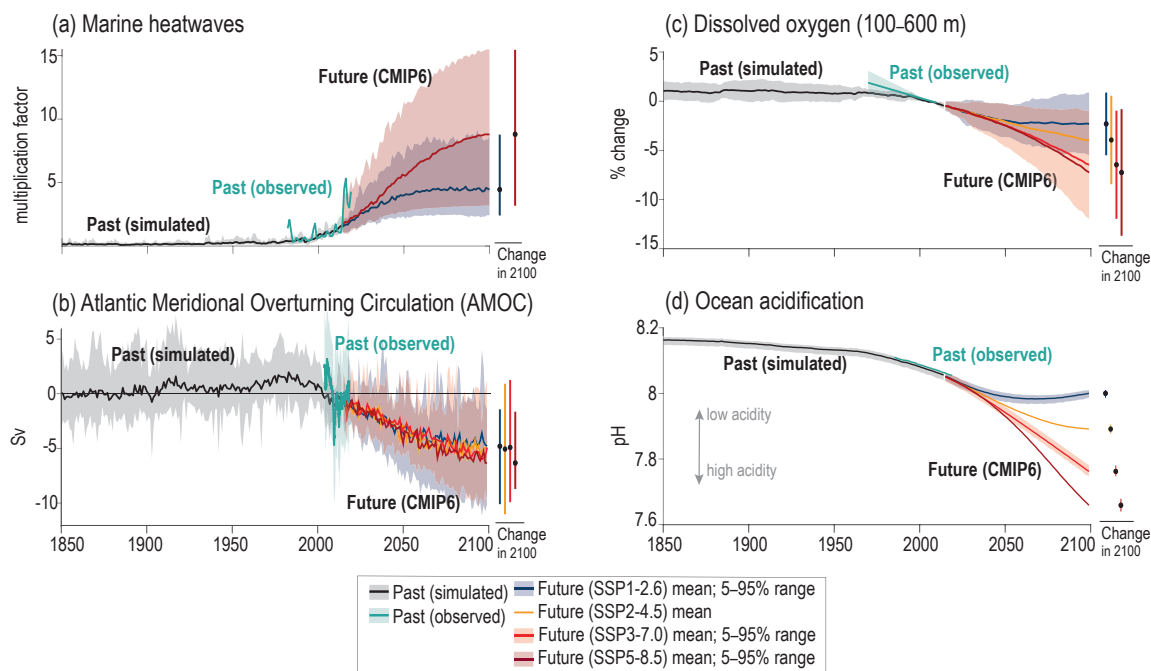 (a) Marine heatwaves
15
10
5
multiplication factor
Future (CMIP6)
Past (observed)
Past (simulated)
Change
in 2100
(b) Atlantic Meridional Overturning Circulation (AMOC)
5
0
-5
-10
Sv
Past (simulated)
Past (observed)
Future (CMIP6)
1850 1900 1950 2000 2050 2100
Change
in 2100
(c) Dissolved oxygen (100–600 m)
5
0
-5
-10
-15
% change
Past (simulated)
Past (observed)
Future (CMIP6)
Change
in 2100
(d) Ocean acidification
8.2
8
7.8
7.6
pH
Past (simulated)
Past (observed)
low acidity
high acidity
Future (CMIP6)
1850 1900 1950 2000 2050 2100
Change
in 2100
Past (simulated)
Past (observed)
Future (SSP1-2.6) mean; 5–95% range
Future (SSP2-4.5) mean
Future (SSP3-7.0) mean; 5–95% range
Future (SSP5-8.5) mean; 5–95% range